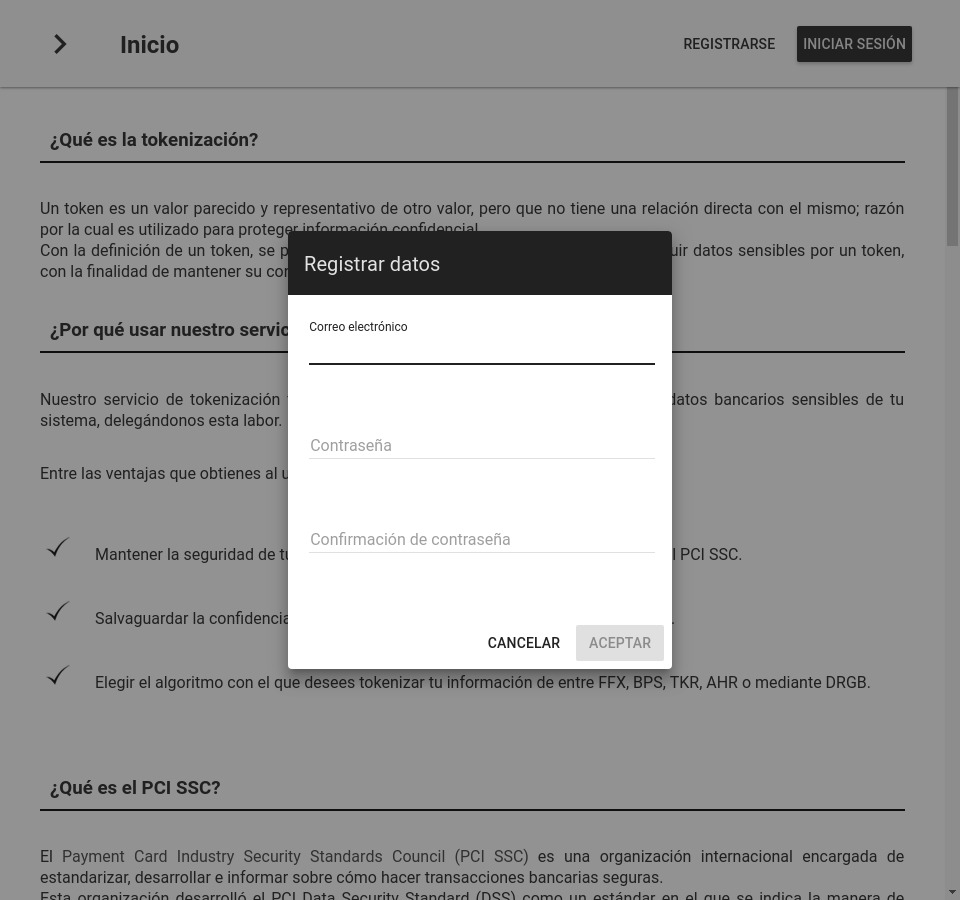 Inicio
REGISTRARSE
INICIAR SESIÓN
¿Qué es la tokenización?
Un token es un valor parecido y representativo de otro valor, pero que no tiene una relación directa con el mismo; razón
por la cual es utilizado para proteger información confidencial.
Con la definición de un token, se p
uir datos sensibles por un token,
con la finalidad de mantener su
Registrar datos
Correo electrónico
Contraseña
Confirmación de contraseña
CANCELAR
ACEPTAR
¿Por qué usar nuestro servic
Nuestro servicio de tokenización
datos bancarios sensibles de tu
sistema, delegándonos esta labor.
Entre las ventajas que obtienes al u
Mantener la seguridad de tu
l PCI SSC.
Salvaguardar la confidencia
Elegir el algoritmo con el que desees tokenizar tu información de entre FFX, BPS, TKR, AHR o mediante DRGB.
¿Qué es el PCI SSC?
El Payment Card Industry Security Standards Council (PCI SSC) es una organización internacional encargada de
estandarizar, desarrollar e informar sobre cómo hacer transacciones bancarias seguras.
Esta organización desarrolló el PCI Data Security Standard (DSS) como un estándar en el que se indica la manera de